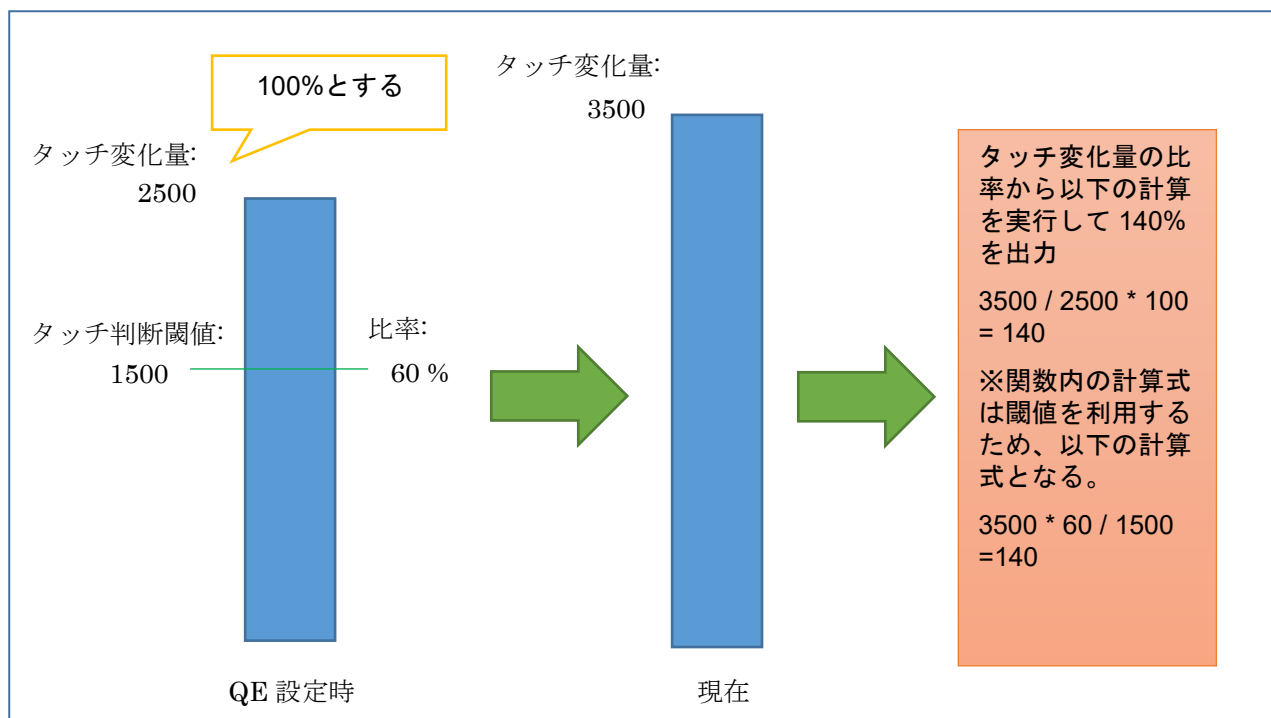 100%とする
タッチ変化量:
2500
タッチ判断閾値:
1500
比率:
60 %
QE 設定時
タッチ変化量:
3500
現在
タッチ変化量の比
率から以下の計算
を実行して 140%
を出力
3500 / 2500 * 100
= 140
※関数内の計算式
は閾値を利用する
ため、以下の計算
式となる。
3500 * 60 / 1500
=140